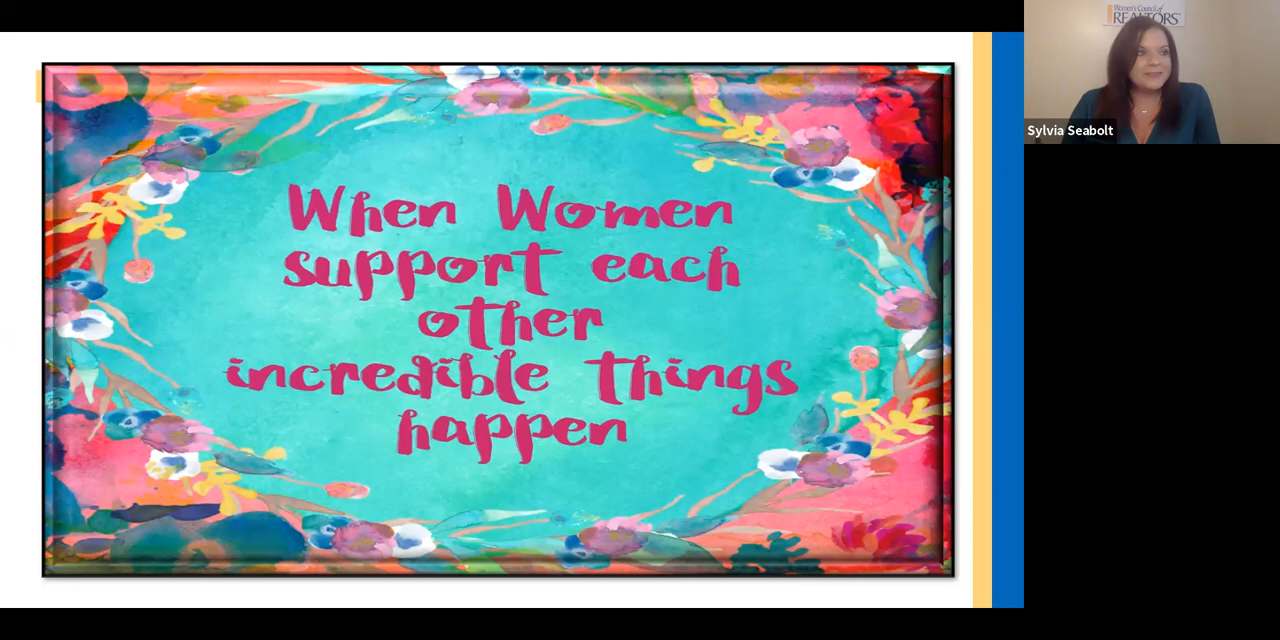 When Women
support each
other
incredible things
happen
Women's Council of
REALTORS
Sylvia Seabolt